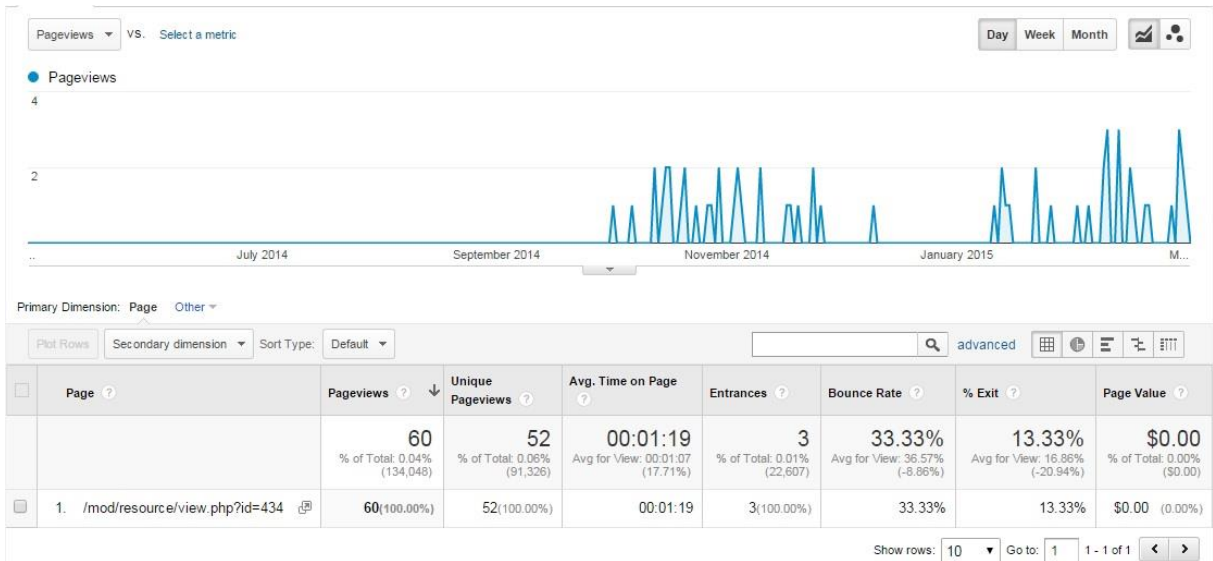 Pageviews VS. Select a metric Day Week Month
Pageviews
4
2
.. July 2014 September 2014 November 2014 January 2015 M...
Primary Dimension: Page Other
Plot Rows Secondary dimension Sort Type: Default advanced
Page ? Pageviews ? Unique Pageviews ? Avg. Time on Page ? Entrances ? Bounce Rate ? % Exit ? Page Value ?
60 52 00:01:19 3 33.33% 13.33% $0.00
% of Total: 0.04% % of Total: 0.06% Avg for View: 00:01:07 % of Total: 0.01% Avg for View: 36.57% Avg for View: 16.86% % of Total: 0.00%
(134,048) (91,326) (17.71%) (22,607) (-8.86%) (-20.94%) ($0.00)
1. /mod/resource/view.php?id=434 60(100.00%) 52(100.00%) 00:01:19 3(100.00%) 33.33% 13.33% $0.00 (0.00%)
Show rows: 10 Go to: 1 1 - 1 of 1